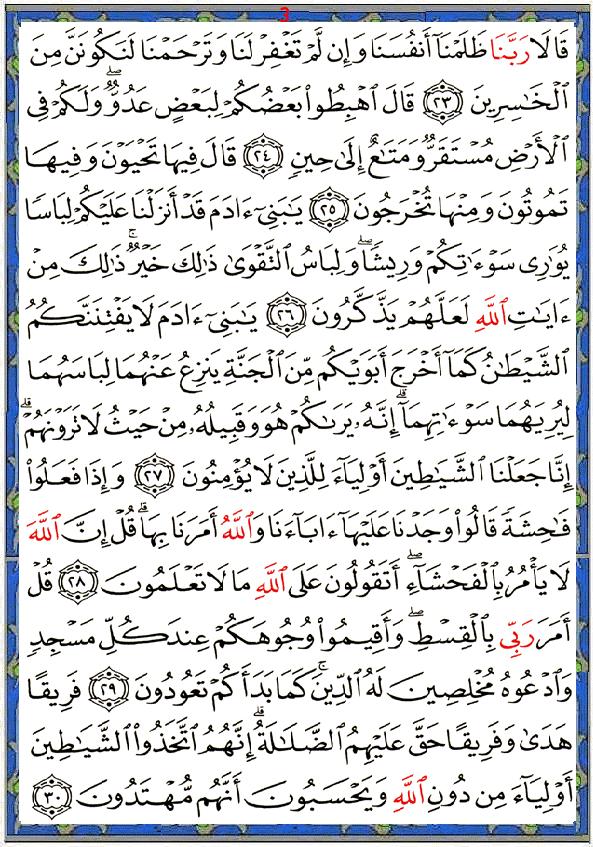 3
قَالَا رَبَّنَا ظَلَمْنَآ أَنفُسَنَا وَإِن لَّمْ تَغْفِرْ لَنَا وَتَرْحَمْنَا لَنَكُونَنَّ مِنَ
ٱلْخَٰسِرِينَ ﴿٢٣﴾ قَالَ ٱهْبِطُوا۟ بَعْضُكُمْ لِبَعْضٍ عَدُوٌّ ۖ وَلَكُمْ فِى
ٱلْأَرْضِ مُسْتَقَرٌّ وَمَتَٰعٌ إِلَىٰ حِينٍ ﴿٢٤﴾ قَالَ فِيهَا تَحْيَوْنَ وَفِيهَا
تَمُوتُونَ وَمِنْهَا تُخْرَجُونَ ﴿٢٥﴾ يَٰبَنِىٓ ءَادَمَ قَدْ أَنزَلْنَا عَلَيْكُمْ لِبَاسًا
يُوَٰرِى سَوْءَٰتِكُمْ وَرِيشًا ۖ وَلِبَاسُ ٱلتَّقْوَىٰ ذَٰلِكَ خَيْرٌ ۚ ذَٰلِكَ مِنْ
ءَايَٰتِ ٱللَّهِ لَعَلَّهُمْ يَذَّكَّرُونَ ﴿٢٦﴾ يَٰبَنِىٓ ءَادَمَ لَا يَفْتِنَنَّكُمُ
ٱلشَّيْطَٰنُ كَمَآ أَخْرَجَ أَبَوَيْكُم مِّنَ ٱلْجَنَّةِ يَنزِعُ عَنْهُمَا لِبَاسَهُمَا
لِيُرِيَهُمَا سَوْءَٰتِهِمَآ ۗ إِنَّهُۥ يَرَىٰكُمْ هُوَ وَقَبِيلُهُۥ مِنْ حَيْثُ لَا تَرَوْنَهُمْ ۗ
إِنَّا جَعَلْنَا ٱلشَّيَٰطِينَ أَوْلِيَآءَ لِلَّذِينَ لَا يُؤْمِنُونَ ﴿٢٧﴾ وَإِذَا فَعَلُوا۟
فَٰحِشَةً قَالُوا۟ وَجَدْنَا عَلَيْهَآ ءَابَآءَنَا وَٱللَّهُ أَمَرَنَا بِهَا ۗ قُلْ إِنَّ ٱللَّهَ
لَا يَأْمُرُ بِٱلْفَحْشَآءِ ۖ أَتَقُولُونَ عَلَى ٱللَّهِ مَا لَا تَعْلَمُونَ ﴿٢٨﴾ قُلْ
أَمَرَ رَبِّى بِٱلْقِسْطِ ۖ وَأَقِيمُوا۟ وُجُوهَكُمْ عِندَ كُلِّ مَسْجِدٍ
وَٱدْعُوهُ مُخْلِصِينَ لَهُ ٱلدِّينَ ۚ كَمَا بَدَأَكُمْ تَعُودُونَ ﴿٢٩﴾ فَرِيقًا
هَدَىٰ وَفَرِيقًا حَقَّ عَلَيْهِمُ ٱلضَّلَٰلَةُ ۗ إِنَّهُمُ ٱتَّخَذُوا۟ ٱلشَّيَٰطِينَ
أَوْلِيَآءَ مِن دُونِ ٱللَّهِ وَيَحْسَبُونَ أَنَّهُم مُّهْتَدُونَ ﴿٣٠﴾